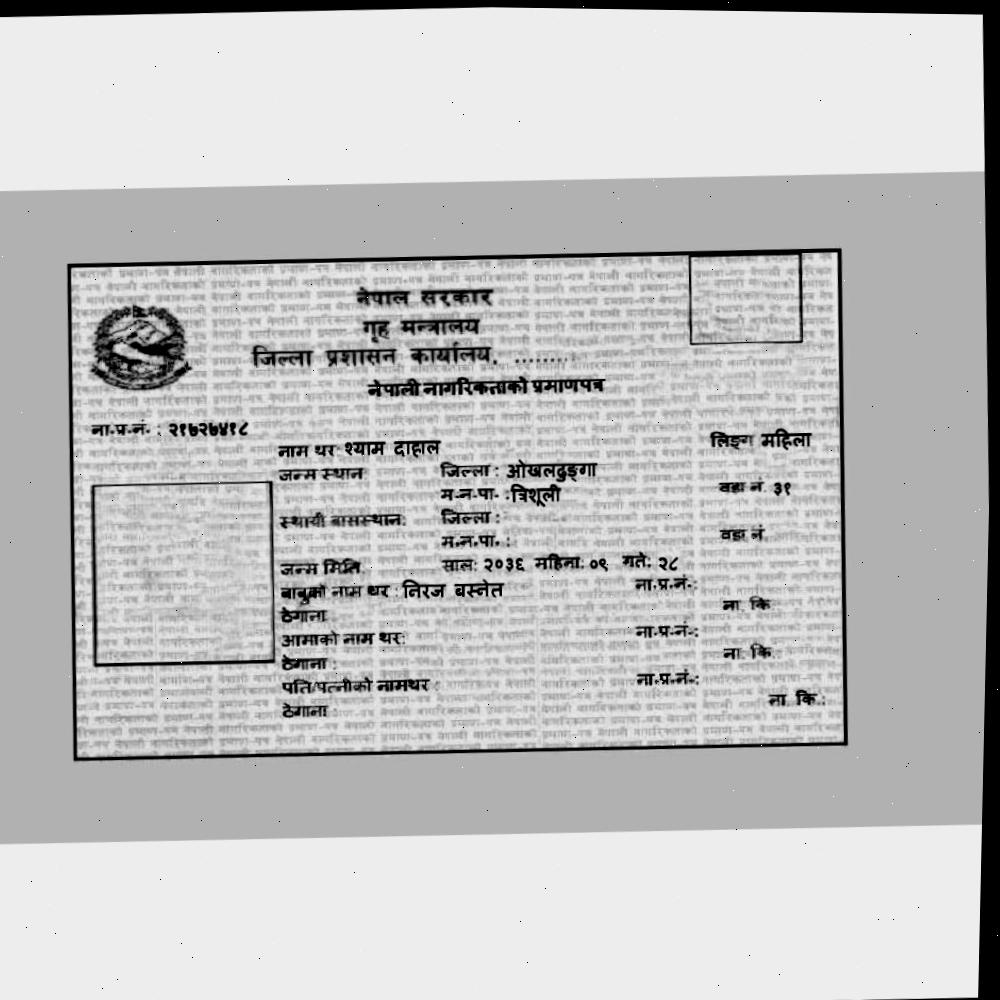 नेपाल सरकार
गृह मन्त्रालय
जिल्ला प्रशासन कार्यालय, ........
नेपाली नागरिकताको प्रमाणपत्र
ना.प्र.नं. : २१७२७४१८
नाम थर श्याम दाहाल लिङ्ग महिला
जन्म स्थान: जिल्ला : ओखलढुङ्गा
म.न.पा. : त्रिशूली वडा नं. ३१
स्थायी बासस्थान: जिल्ला :
म.न.पा. : वडा नं.
जन्म मिति: साल: २०३६ महिना: ०९ गते: २८
बाबुको नाम थर : निरज बस्नेत ना.प्र.नं.:
ठेगाना ना. कि.
आमाको नाम थर: ना.प्र.नं.:
ठेगाना : ना. कि.:
पति/पत्नीको नामथर : ना.प्र.नं.:
ठेगाना : ना. कि.: